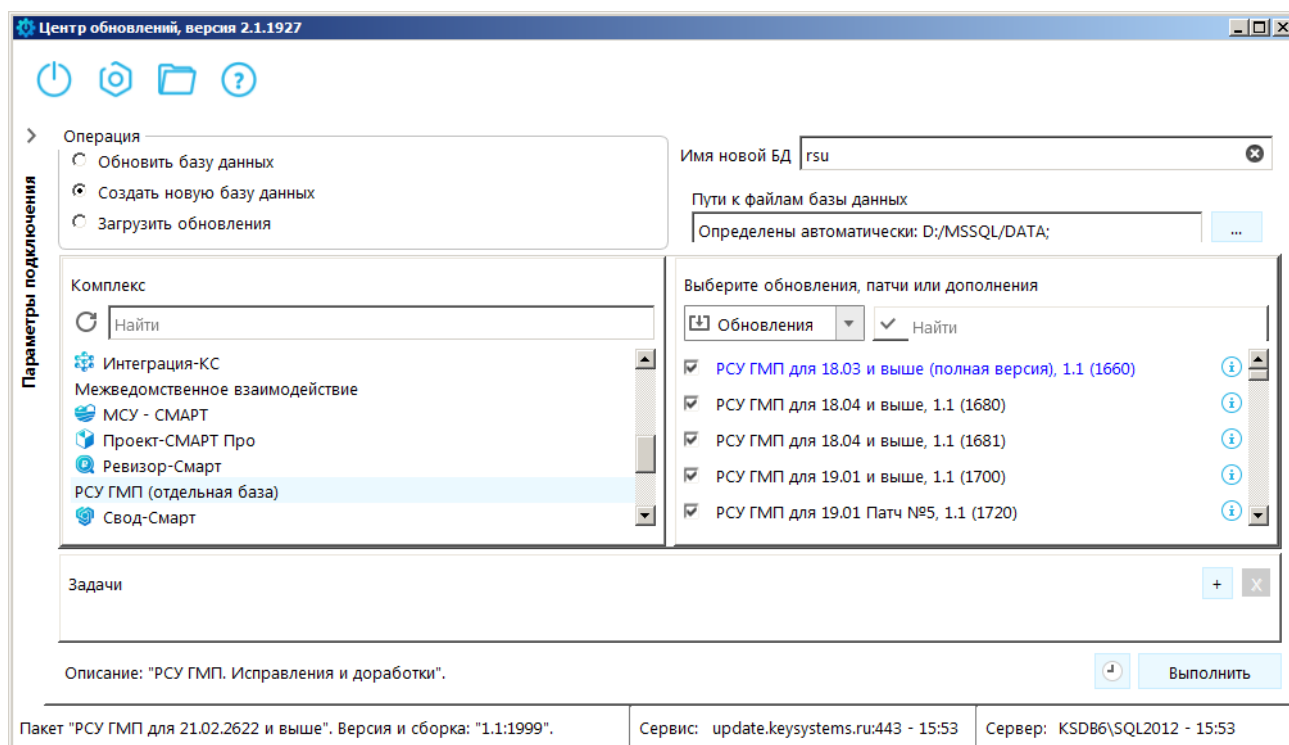 Центр обновлений, версия 2.1.1927
Операция
Обновить базу данных
Создать новую базу данных
Загрузить обновления
Имя новой БД rsu
Пути к файлам базы данных
Определены автоматически: D:/MSSQL/DATA; ...
Параметры подключения
Комплекс
Найти
Интеграция-КС
Межведомственное взаимодействие
МСУ - СМАРТ
Проект-СМАРТ Про
Ревизор-Смарт
РСУ ГМП (отдельная база)
Свод-Смарт
Выберите обновления, патчи или дополнения
Обновления Найти
РСУ ГМП для 18.03 и выше (полная версия), 1.1 (1660)
РСУ ГМП для 18.04 и выше, 1.1 (1680)
РСУ ГМП для 18.04 и выше, 1.1 (1681)
РСУ ГМП для 19.01 и выше, 1.1 (1700)
РСУ ГМП для 19.01 Патч №5, 1.1 (1720)
Задачи + X
Описание: "РСУ ГМП. Исправления и доработки". Выполнить
Пакет "РСУ ГМП для 21.02.2622 и выше". Версия и сборка: "1.1:1999". Сервис: update.keysystems.ru:443 - 15:53 Сервер: KSDB6\SQL2012 - 15:53